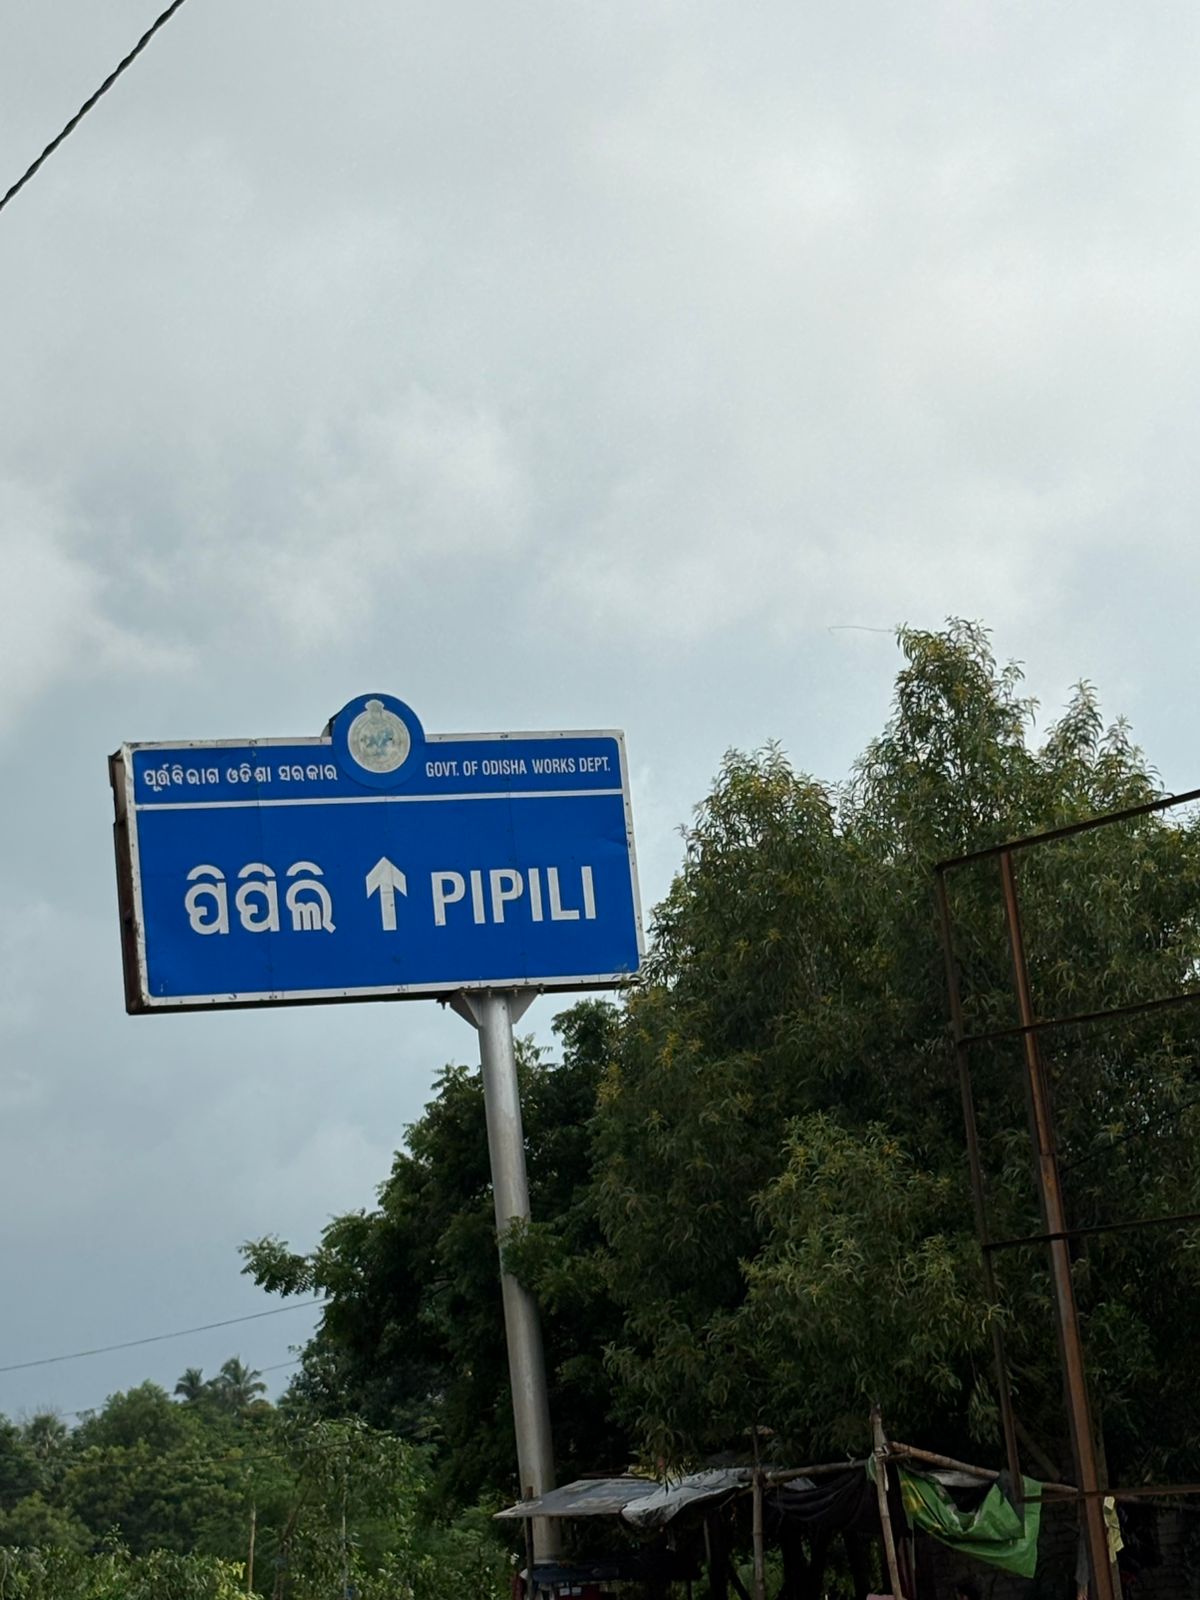 ପୂର୍ତ୍ତବିଭାଗ ଓଡିଶା ସରକାର GOVT. OF ODISHA WORKS DEPT.
ପିପିଲି ↑ PIPILI